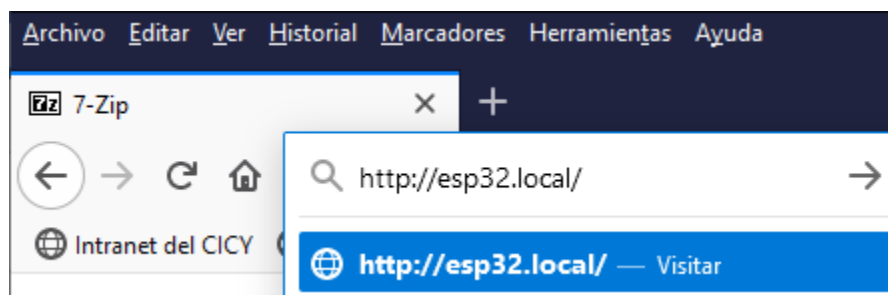 Archivo Editar Ver Historial Marcadores Herramientas Ayuda
7z 7-Zip
http://esp32.local/
Intranet del CICY
http://esp32.local/ — Visitar